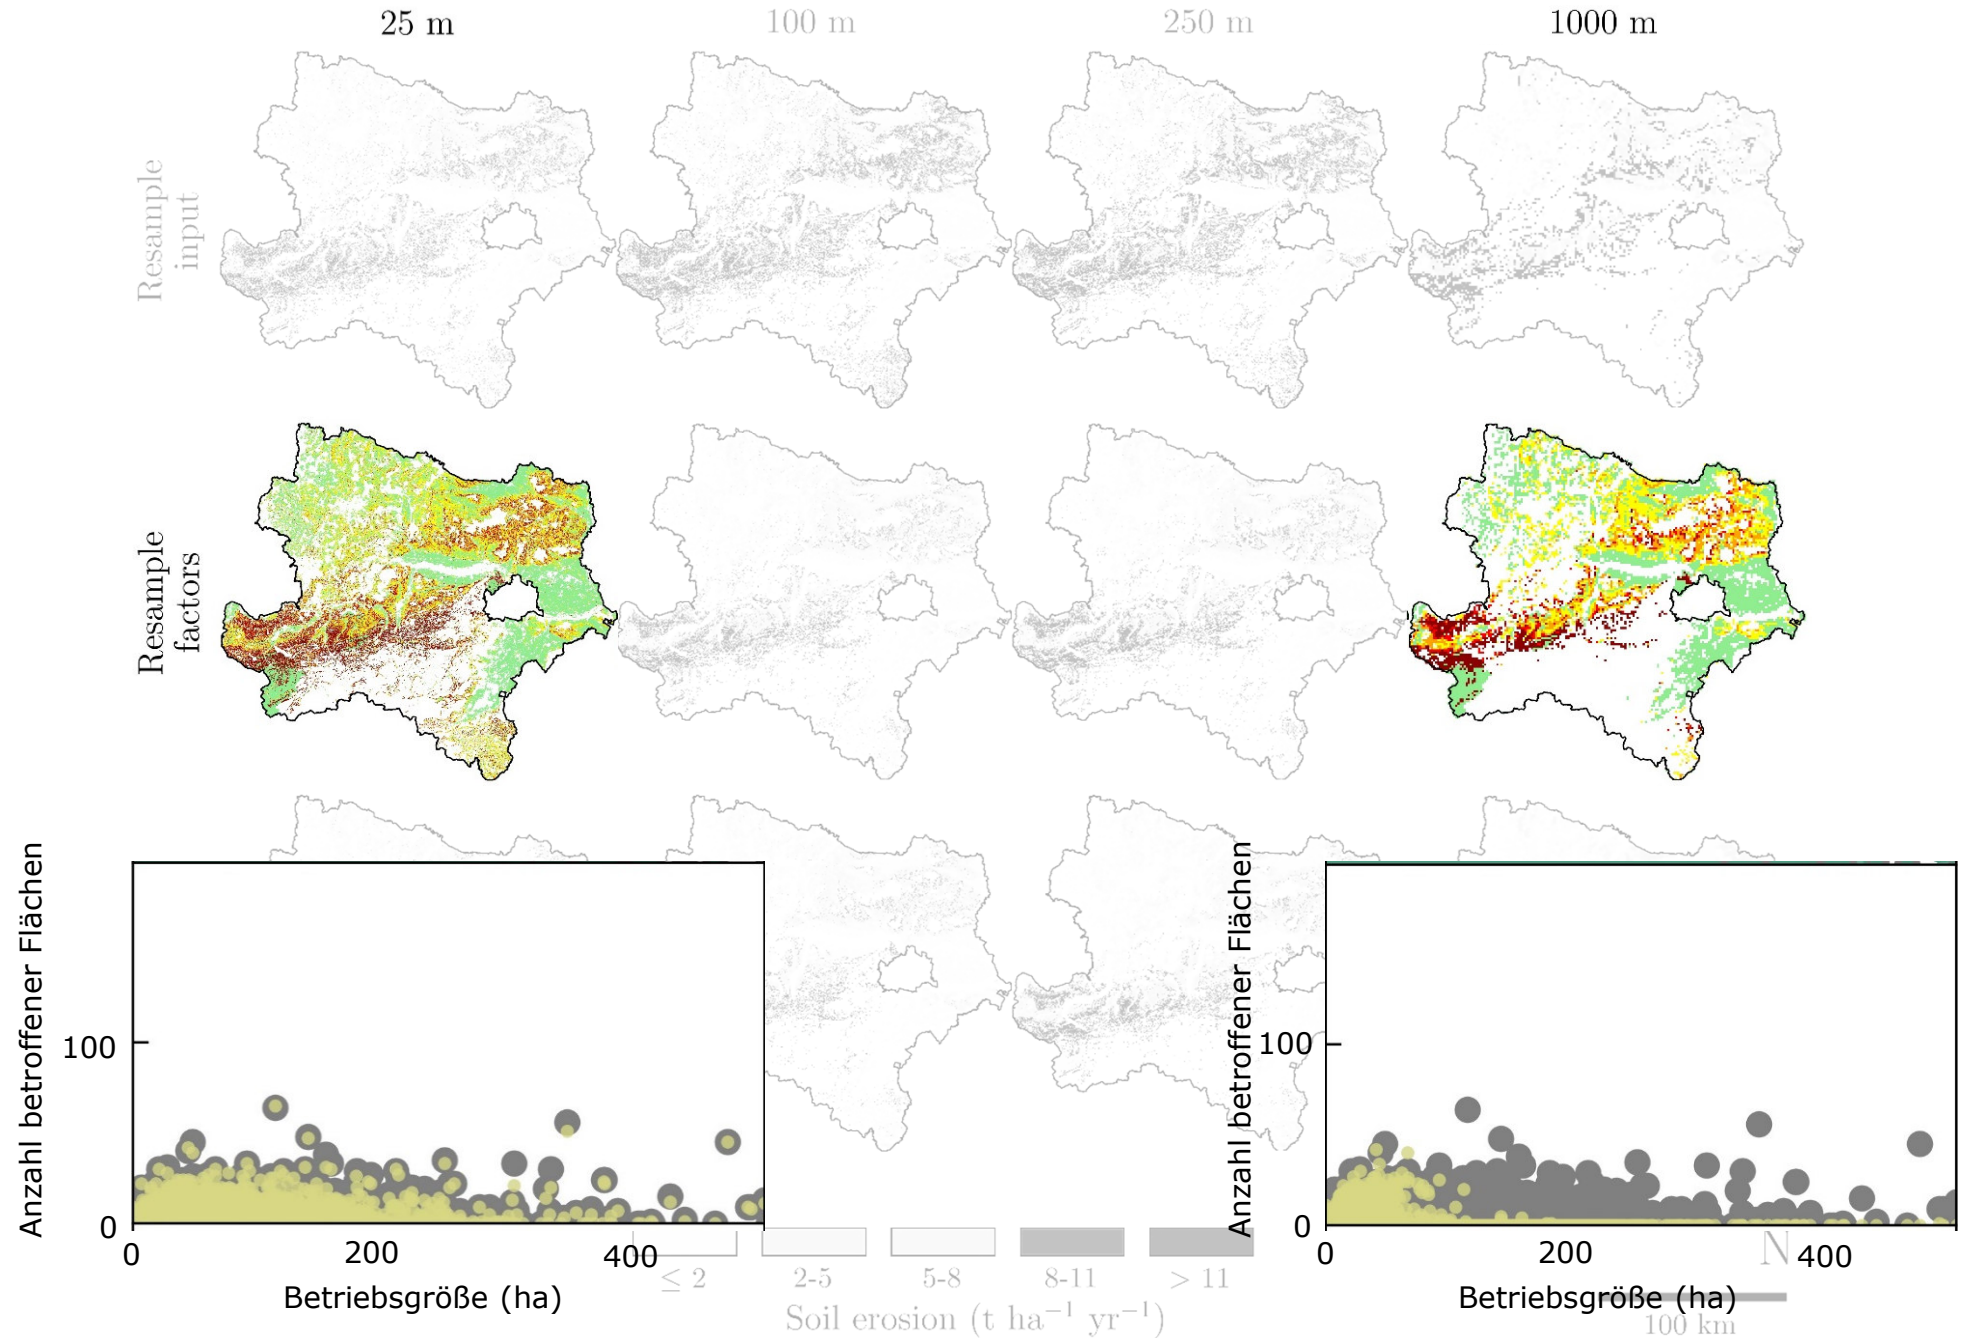 25 m
100 m
250 m
1000 m
Resample
input
Resample
factors
Anzahl betroffener Flächen
100
0
0
200
400
Betriebsgröße (ha)
Anzahl betroffener Flächen
100
0
0
200
400
Betriebsgröße (ha)
≤ 2
2-5
5-8
8-11
> 11
Soil erosion (t ha⁻¹ yr⁻¹)
N
100 km